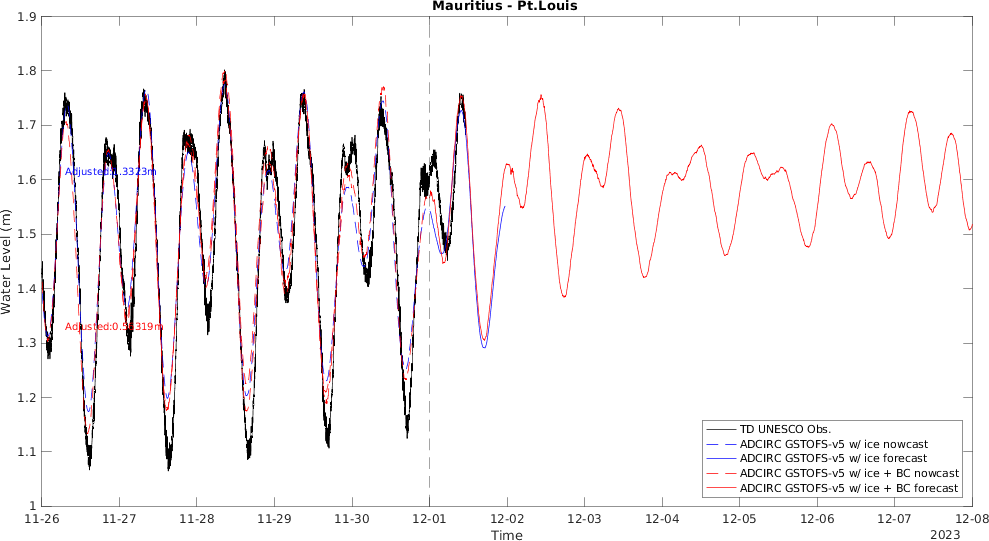 Mauritius - Pt.Louis
1.9
1.8
1.7
1.6
1.5
1.4
1.3
1.2
1.1
1
Water Level (m)
Adjusted:1.3323m
TD UNESCO Obs.
ADCIRC GSTOFS-v5 w/ ice nowcast
ADCIRC GSTOFS-v5 w/ ice forecast
ADCIRC GSTOFS-v5 w/ ice + BC nowcast
ADCIRC GSTOFS-v5 w/ ice + BC forecast
11-26
11-27
11-28
11-29
11-30
12-01
12-02
12-03
12-04
12-05
12-06
12-07
12-08
Time
2023